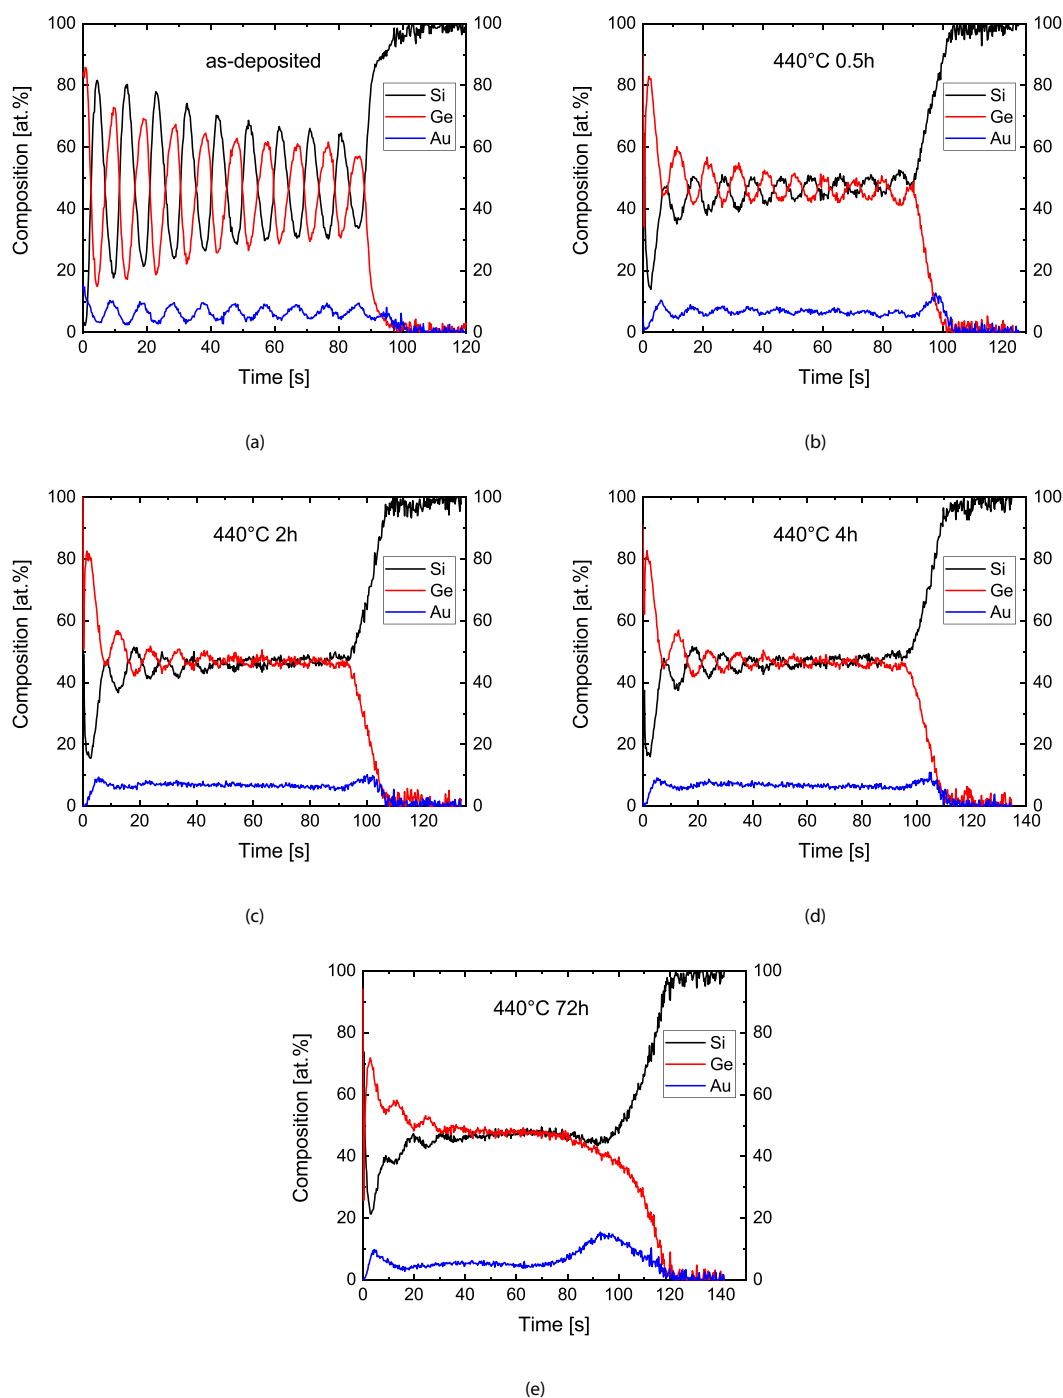 as-deposited
Si
Ge
Au
Composition [at.%]
100
80
60
40
20
0
100
80
60
40
20
0
0 20 40 60 80 100 120
Time [s]
(a)
440°C 0.5h
Si
Ge
Au
Composition [at.%]
100
80
60
40
20
0
100
80
60
40
20
0
0 20 40 60 80 100 120
Time [s]
(b)
440°C 2h
Si
Ge
Au
Composition [at.%]
100
80
60
40
20
0
100
80
60
40
20
0
0 20 40 60 80 100 120
Time [s]
(c)
440°C 4h
Si
Ge
Au
Composition [at.%]
100
80
60
40
20
0
100
80
60
40
20
0
0 20 40 60 80 100 120 140
Time [s]
(d)
440°C 72h
Si
Ge
Au
Composition [at.%]
100
80
60
40
20
0
100
80
60
40
20
0
0 20 40 60 80 100 120 140
Time [s]
(e)